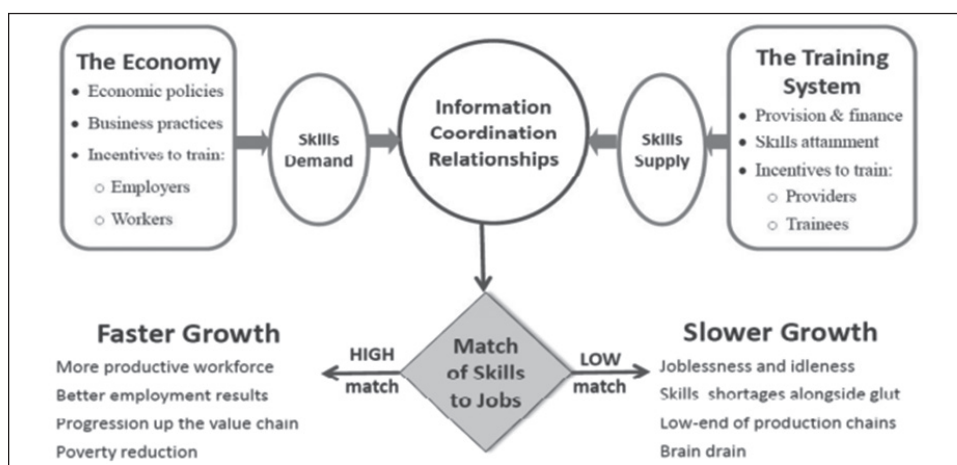 The Economy
• Economic policies
• Business practices
• Incentives to train:
○ Employers
○ Workers
Skills
Demand
Information
Coordination
Relationships
Skills
Supply
The Training
System
• Provision & finance
• Skills attainment
• Incentives to train:
○ Providers
○ Trainees
Faster Growth
More productive workforce
Better employment results
Progression up the value chain
Poverty reduction
HIGH
match
Match
of Skills
to Jobs
LOW
match
Slower Growth
Joblessness and idleness
Skills shortages alongside glut
Low-end of production chains
Brain drain